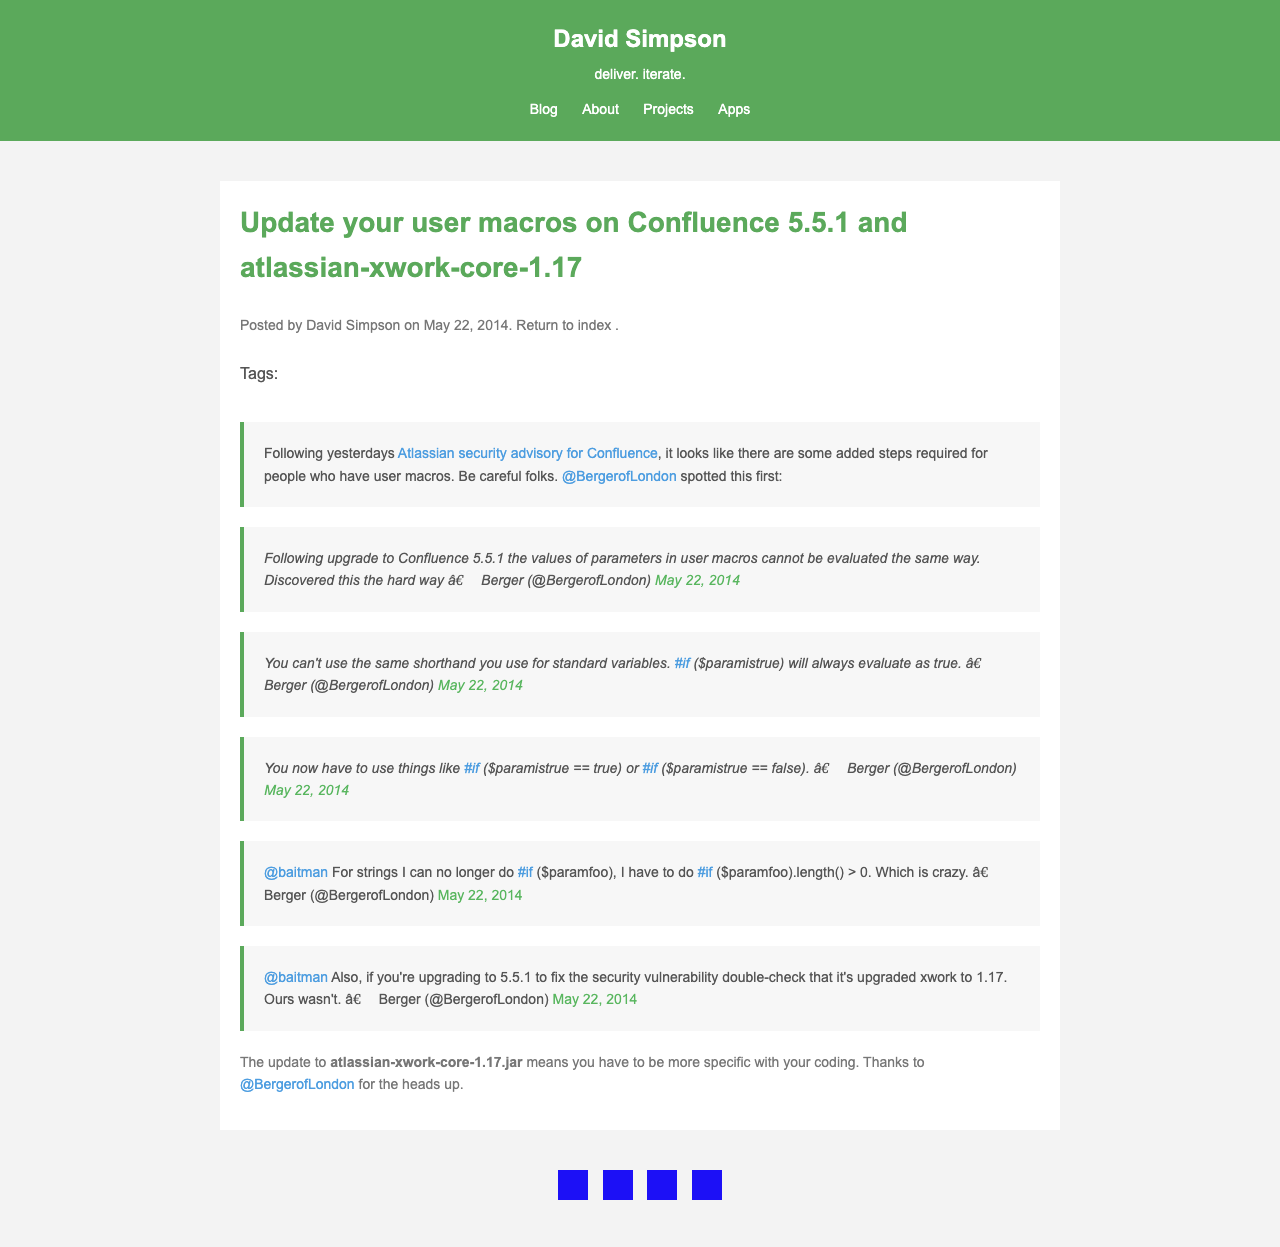 David Simpson
deliver. iterate.
Blog About Projects Apps
Update your user macros on Confluence 5.5.1 and
atlassian-xwork-core-1.17
Posted by David Simpson on May 22, 2014. Return to index .
Tags:
Following yesterdays Atlassian security advisory for Confluence, it looks like there are some added steps required for
people who have user macros. Be careful folks. @BergerofLondon spotted this first:
Following upgrade to Confluence 5.5.1 the values of parameters in user macros cannot be evaluated the same way.
Discovered this the hard way â€ Berger (@BergerofLondon) May 22, 2014
You can't use the same shorthand you use for standard variables. #if ($paramistrue) will always evaluate as true. â€
Berger (@BergerofLondon) May 22, 2014
You now have to use things like #if ($paramistrue == true) or #if ($paramistrue == false). â€ Berger (@BergerofLondon)
May 22, 2014
@baitman For strings I can no longer do #if ($paramfoo), I have to do #if ($paramfoo).length() > 0. Which is crazy. â€
Berger (@BergerofLondon) May 22, 2014
@baitman Also, if you're upgrading to 5.5.1 to fix the security vulnerability double-check that it's upgraded xwork to 1.17.
Ours wasn't. â€ Berger (@BergerofLondon) May 22, 2014
The update to atlassian-xwork-core-1.17.jar means you have to be more specific with your coding. Thanks to
@BergerofLondon for the heads up.